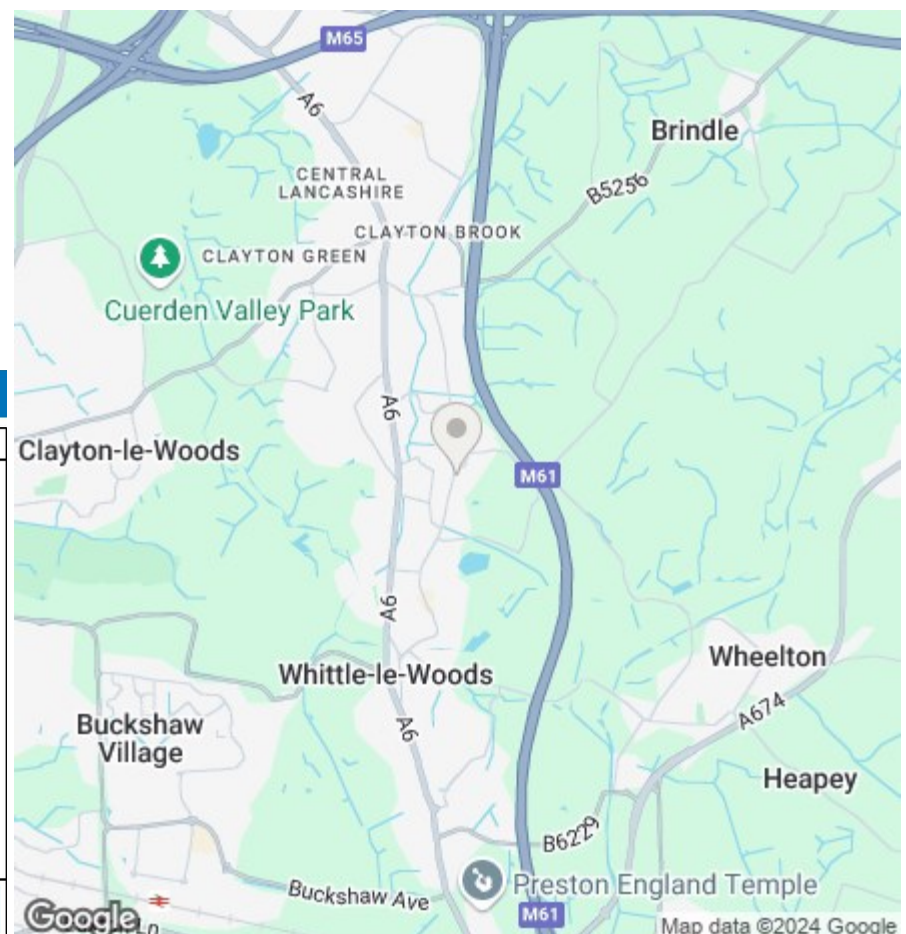 M65
A6
Brindle
CENTRAL
LANCASHIRE
B5256
CLAYTON BROOK
CLAYTON GREEN
Cuerden Valley Park
A6
Clayton-le-Woods
M61
A6
Whittle-le-Woods
Wheelton
A674
Buckshaw
Village
A6
Heapey
B6229
Buckshaw Ave
Preston England Temple
M61
Google
Map data ©2024 Google